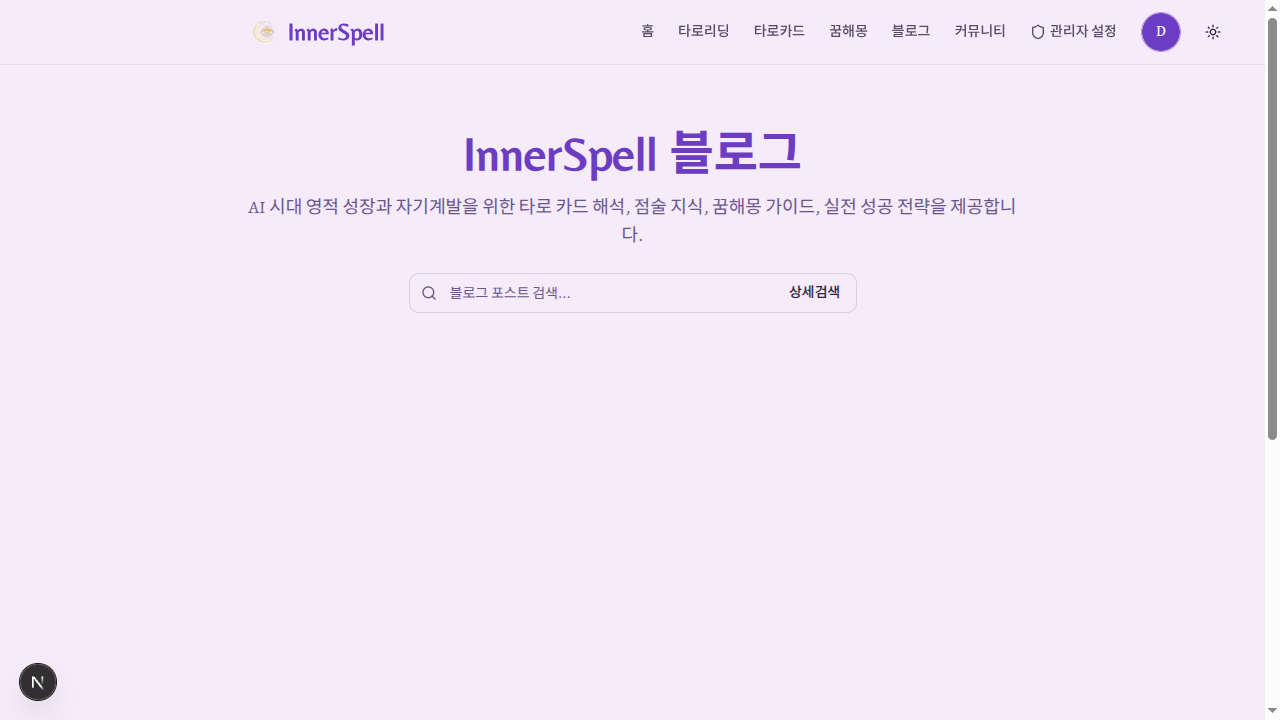 InnerSpell
홈
타로리딩
타로카드
꿈해몽
블로그
커뮤니티
관리자 설정
D
InnerSpell 블로그
AI 시대 영적 성장과 자기계발을 위한 타로 카드 해석, 점술 지식, 꿈해몽 가이드, 실전 성공 전략을 제공합니
다.
블로그 포스트 검색...
상세검색
N